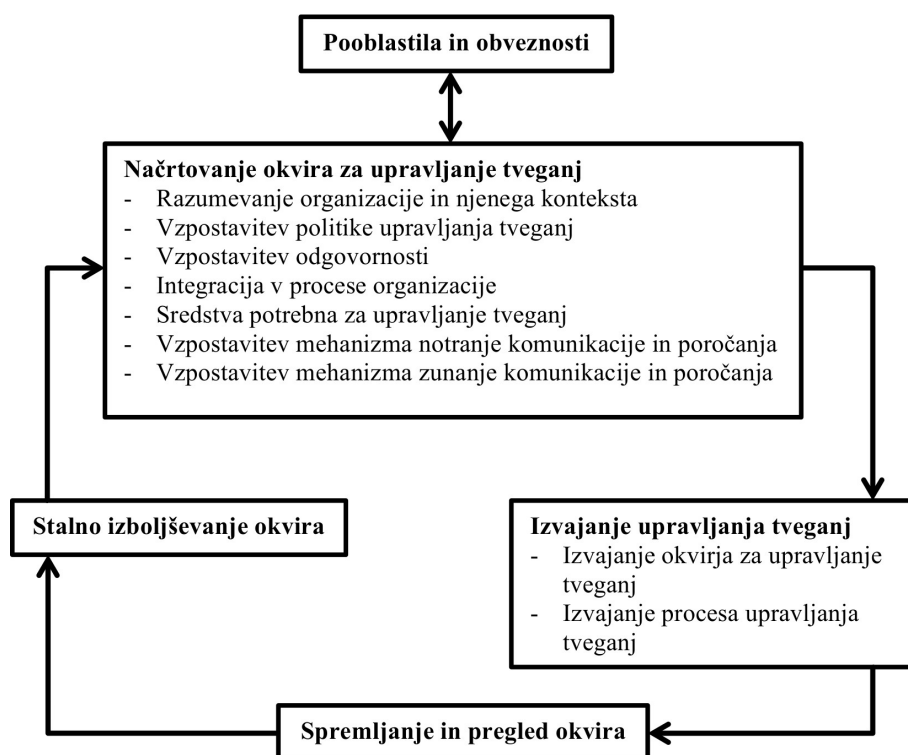 Pooblastila in obveznosti
Načrtovanje okvira za upravljanje tveganj
- Razumevanje organizacije in njenega konteksta
- Vzpostavitev politike upravljanja tveganj
- Vzpostavitev odgovornosti
- Integracija v procese organizacije
- Sredstva potrebna za upravljanje tveganj
- Vzpostavitev mehanizma notranje komunikacije in poročanja
- Vzpostavitev mehanizma zunanje komunikacije in poročanja
Stalno izboljševanje okvira
Izvajanje upravljanja tveganj
- Izvajanje okvirja za upravljanje
tveganj
- Izvajanje procesa upravljanja
tveganj
Spremljanje in pregled okvira